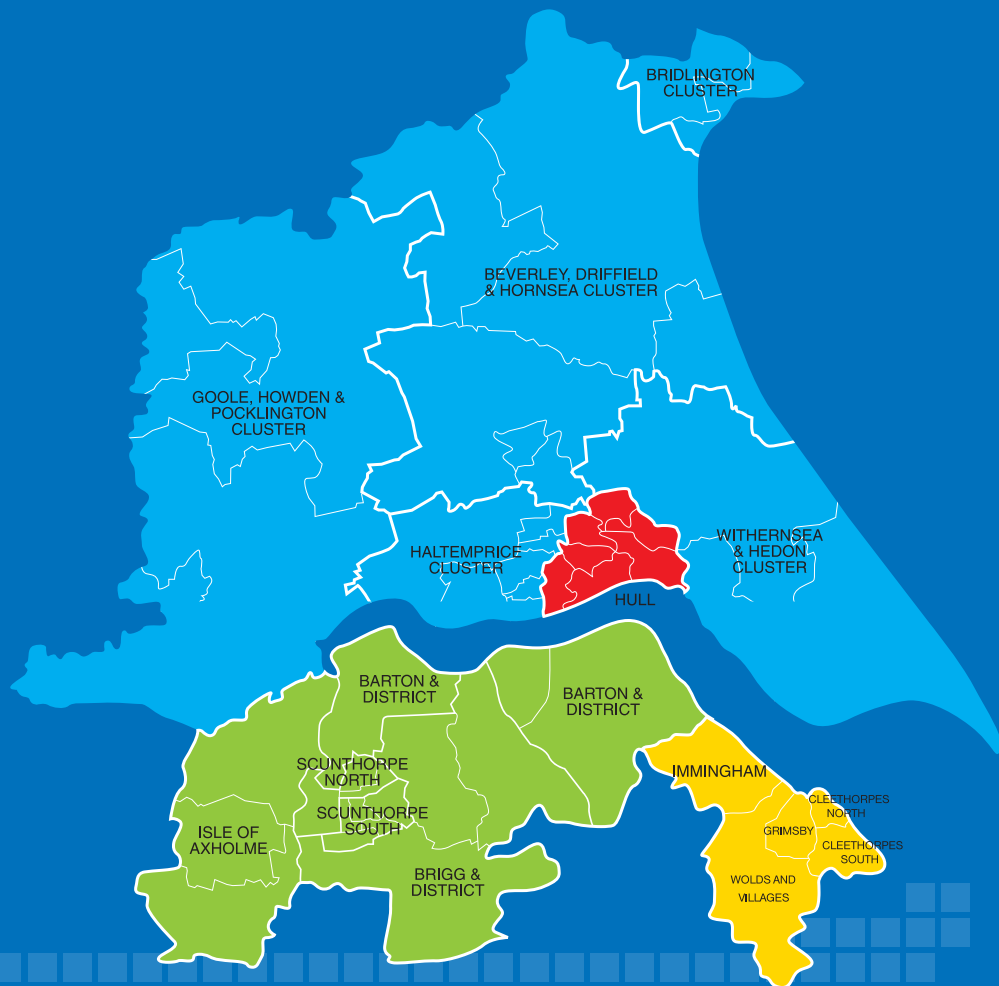 BRIDLINGTON
CLUSTER
BEVERLEY, DRIFFIELD
& HORNSEA CLUSTER
GOOLE, HOWDEN &
POCKLINGTON
CLUSTER
HALTEMPRICE
CLUSTER
WITHERNSEA
& HEDON
CLUSTER
HULL
BARTON &
DISTRICT
BARTON &
DISTRICT
SCUNTHORPE
NORTH
SCUNTHORPE
SOUTH
ISLE OF
AXHOLME
BRIGG &
DISTRICT
IMMINGHAM
CLEETHORPES
NORTH
GRIMSBY
CLEETHORPES
SOUTH
WOLDS AND
VILLAGES